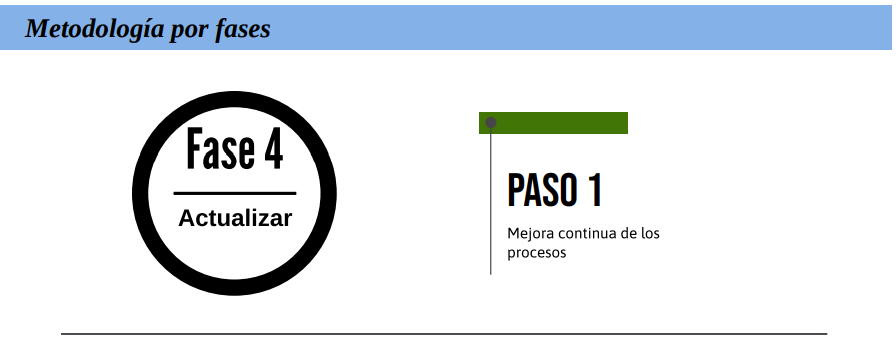 Metodología por fases
Fase 4
Actualizar
PASO 1
Mejora continua de los
procesos